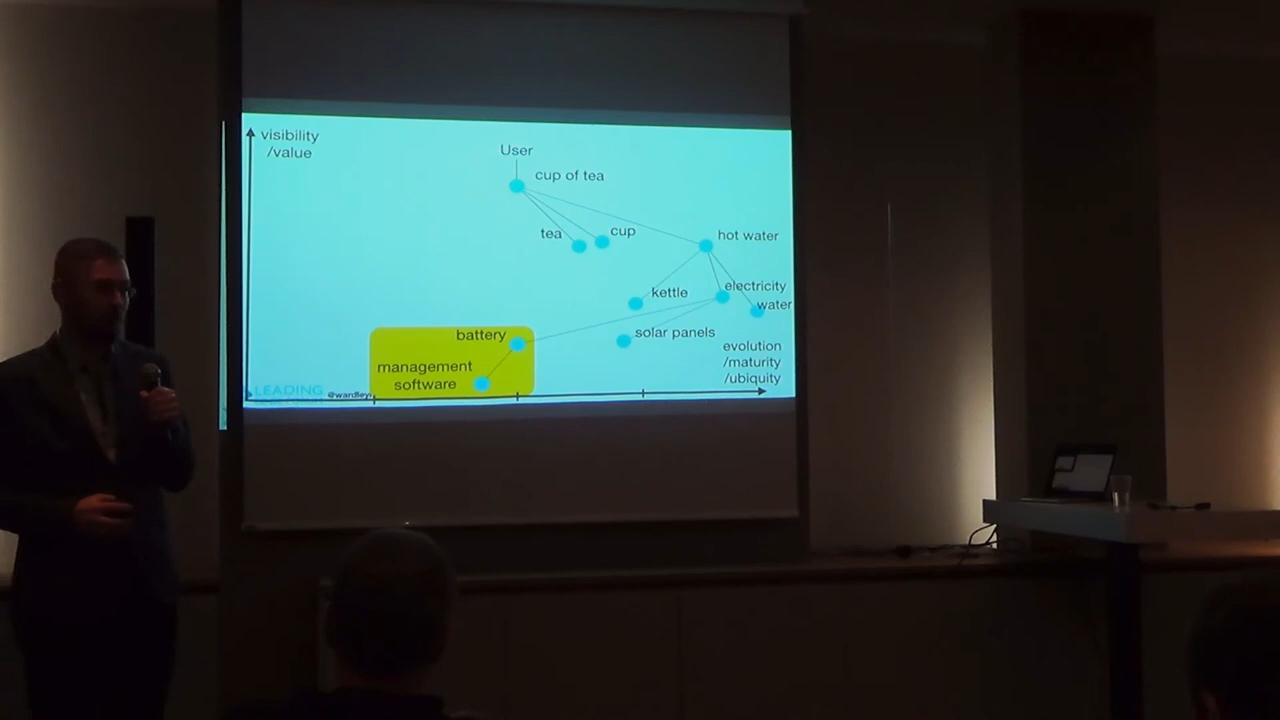 visibility
/value
User
cup of tea
tea
cup
hot water
kettle
electricity
water
battery
solar panels
evolution
/maturity
/ubiquity
management
software
LEADING
@wardley